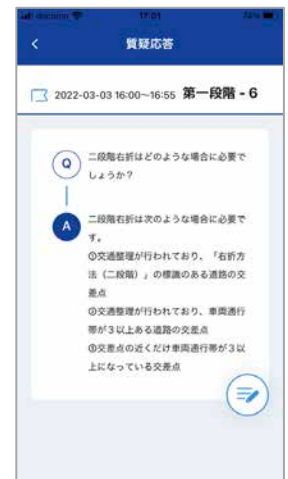 docomo 17:01 74%
質疑応答
2022-03-03 16:00~16:55 第一段階 - 6
Q 二段階右折はどのような場合に必要で
しょうか？
A 二段階右折は次のような場合に必要で
す。
①交通整理が行われており、「右折方
法（二段階）」の標識のある道路の交
差点
②交通整理が行われており、車両通行
帯が３以上ある道路の交差点
③交差点の近くだけ車両通行帯が３以
上になっている交差点